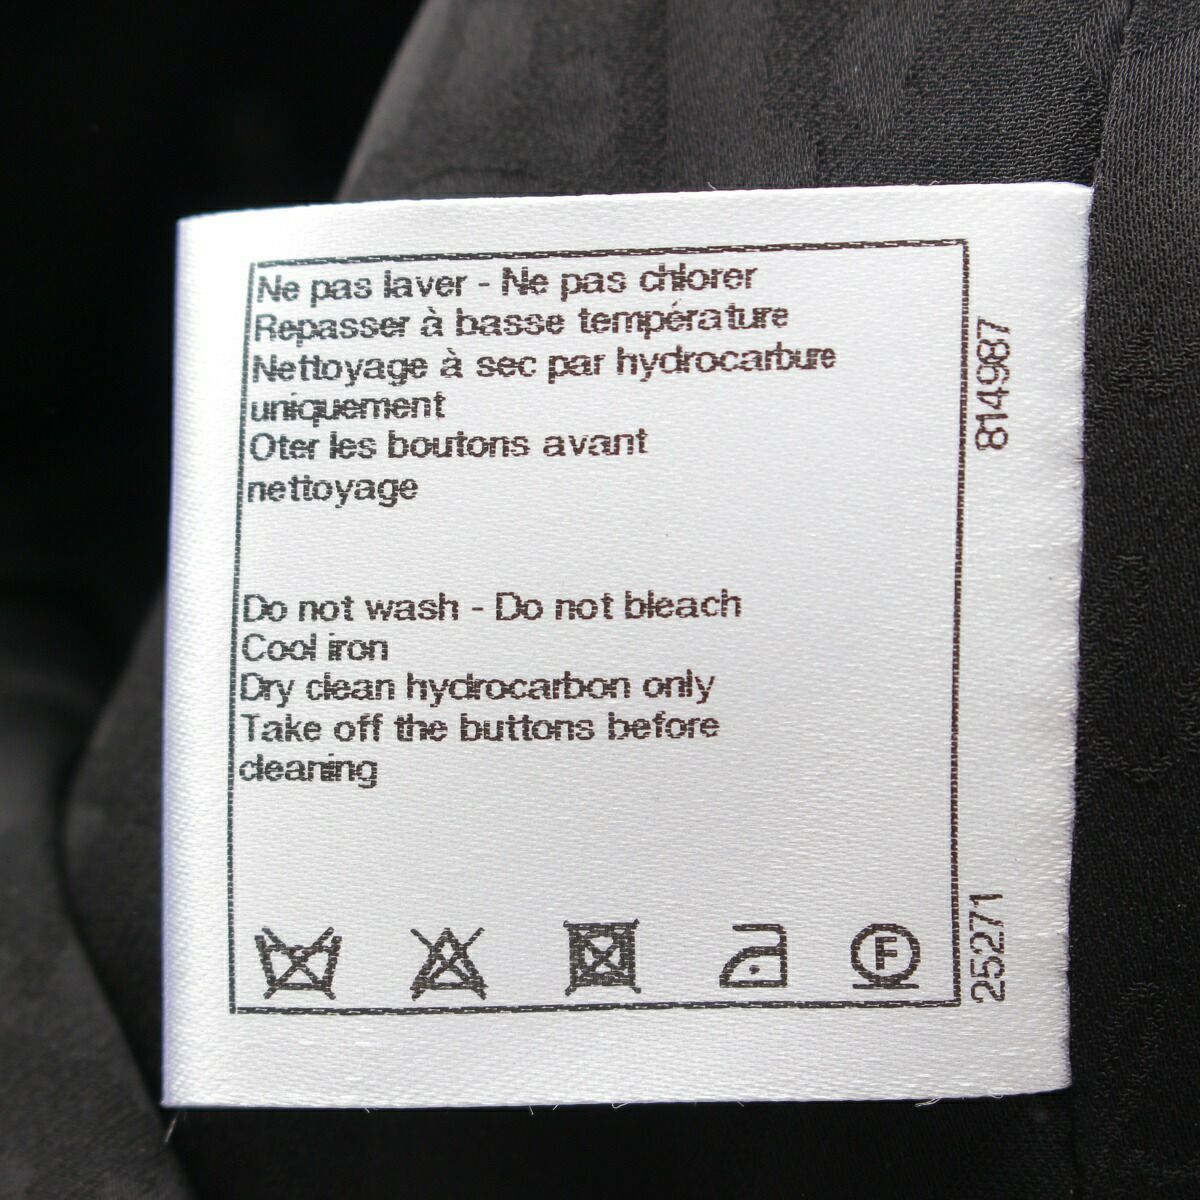 Ne pas laver - Ne pas chlorer
Repasser à basse température
Nettoyage à sec par hydrocarbure
uniquement
Oter les boutons avant
nettoyage
Do not wash - Do not bleach
Cool iron
Dry clean hydrocarbon only
Take off the buttons before
cleaning
F
814987
25271